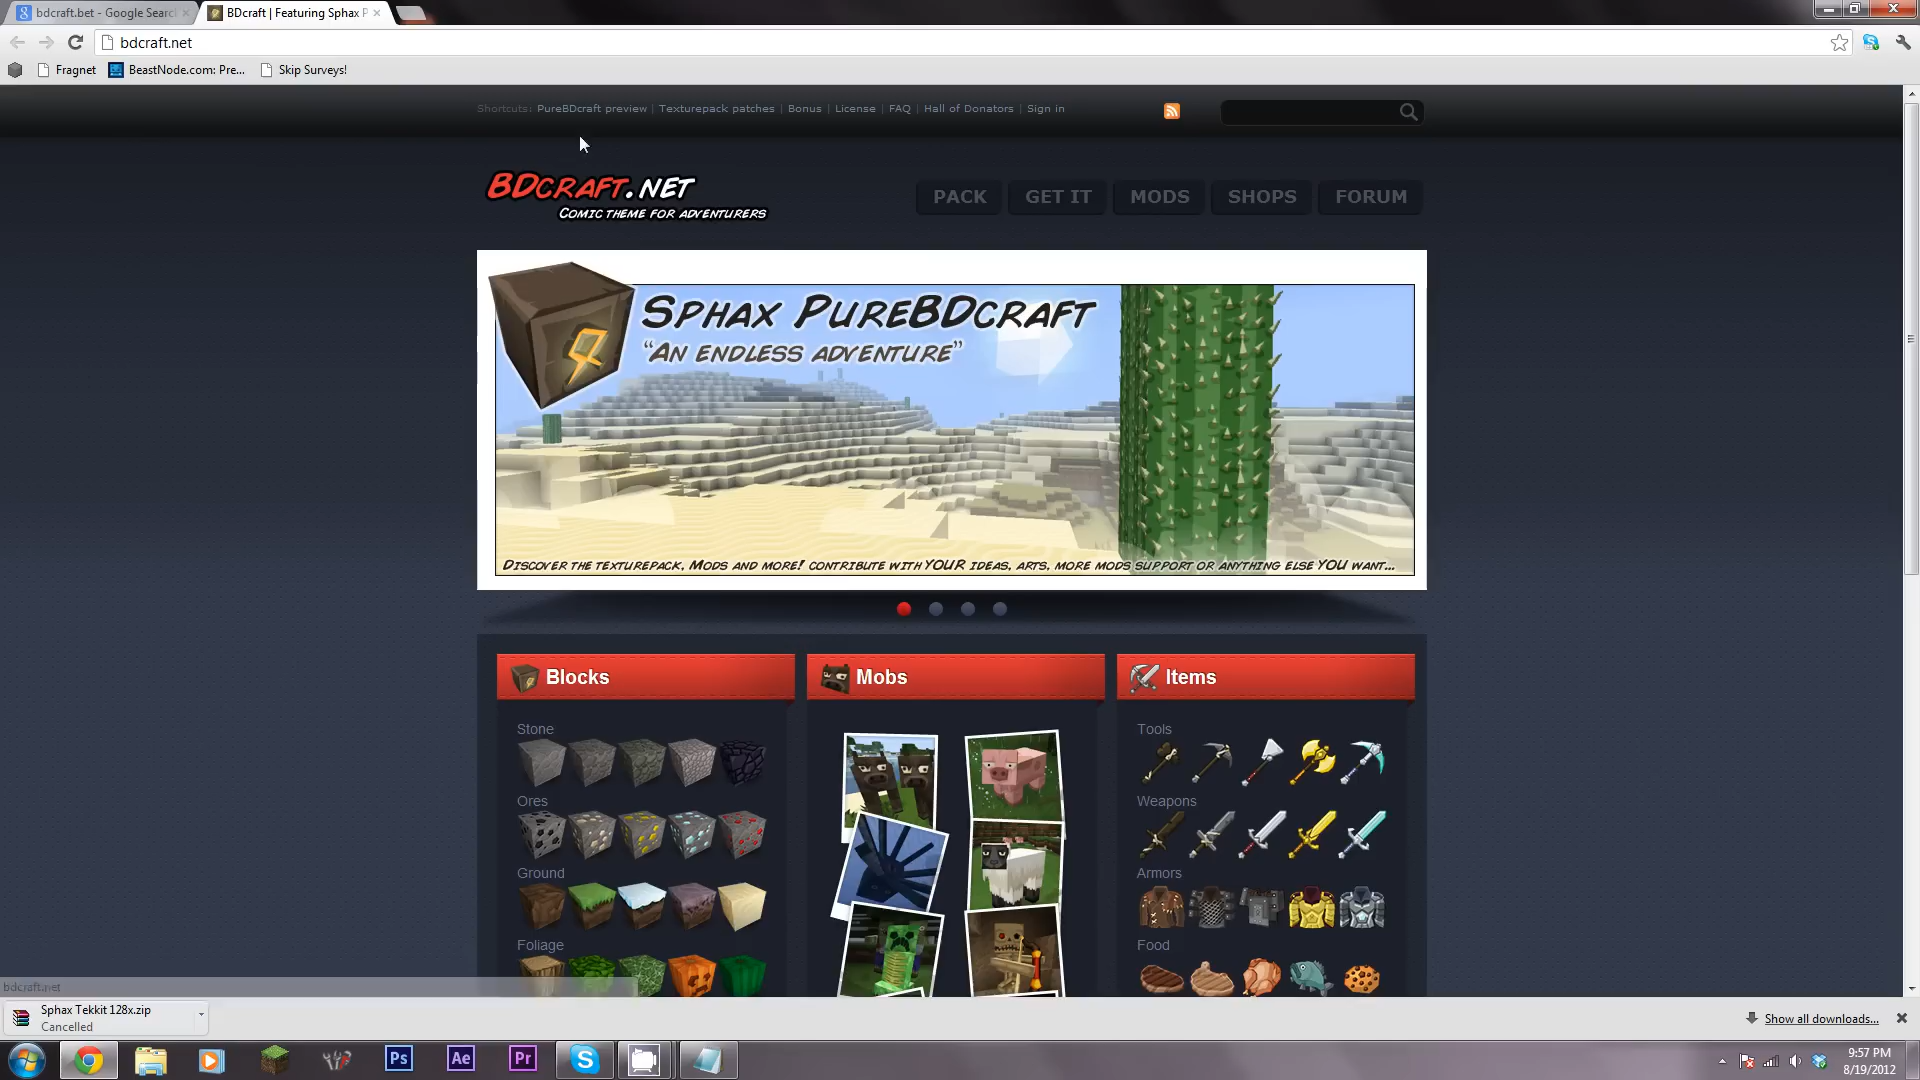 bdcraft.bet - Google Searc
BDcraft | Featuring Sphax P
bdcraft.net
Fragnet
BeastNode.com: Pre...
Skip Surveys!
Shortcuts: PureBDcraft preview | Texturepack patches | Bonus | License | FAQ | Hall of Donators | Sign in
BDcraft.net
Comic theme for adventurers
PACK GET IT MODS SHOPS FORUM
Sphax PureBDcraft
"An endless adventure"
Discover the texturepack, Mods and more! contribute with YOUR ideas, arts, more mods support or anything else YOU want...
Blocks
Stone
Ores
Ground
Foliage
Mobs
Items
Tools
Weapons
Armors
Food
bdcraft.net
Sphax Tekkit 128x.zip
Cancelled
Show all downloads...
Ps Ae Pr
9:57 PM
8/19/2012